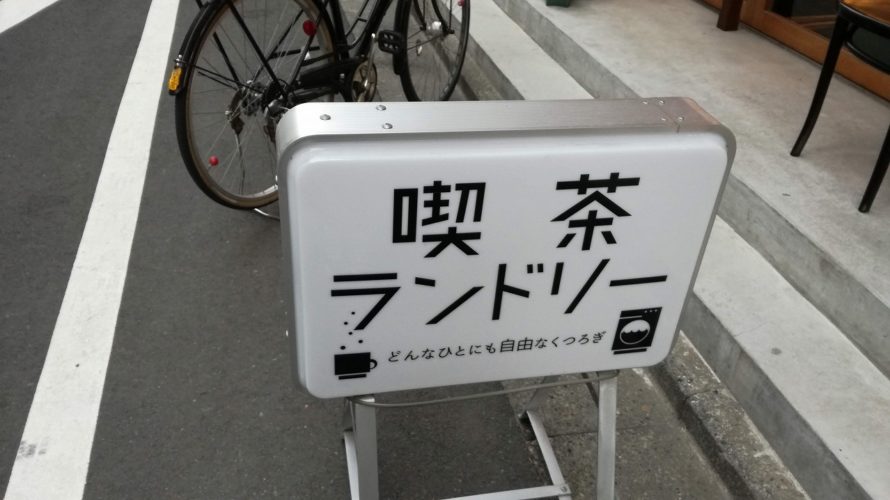 喫茶
ランドリー
どんなひとにも自由なくつろぎ